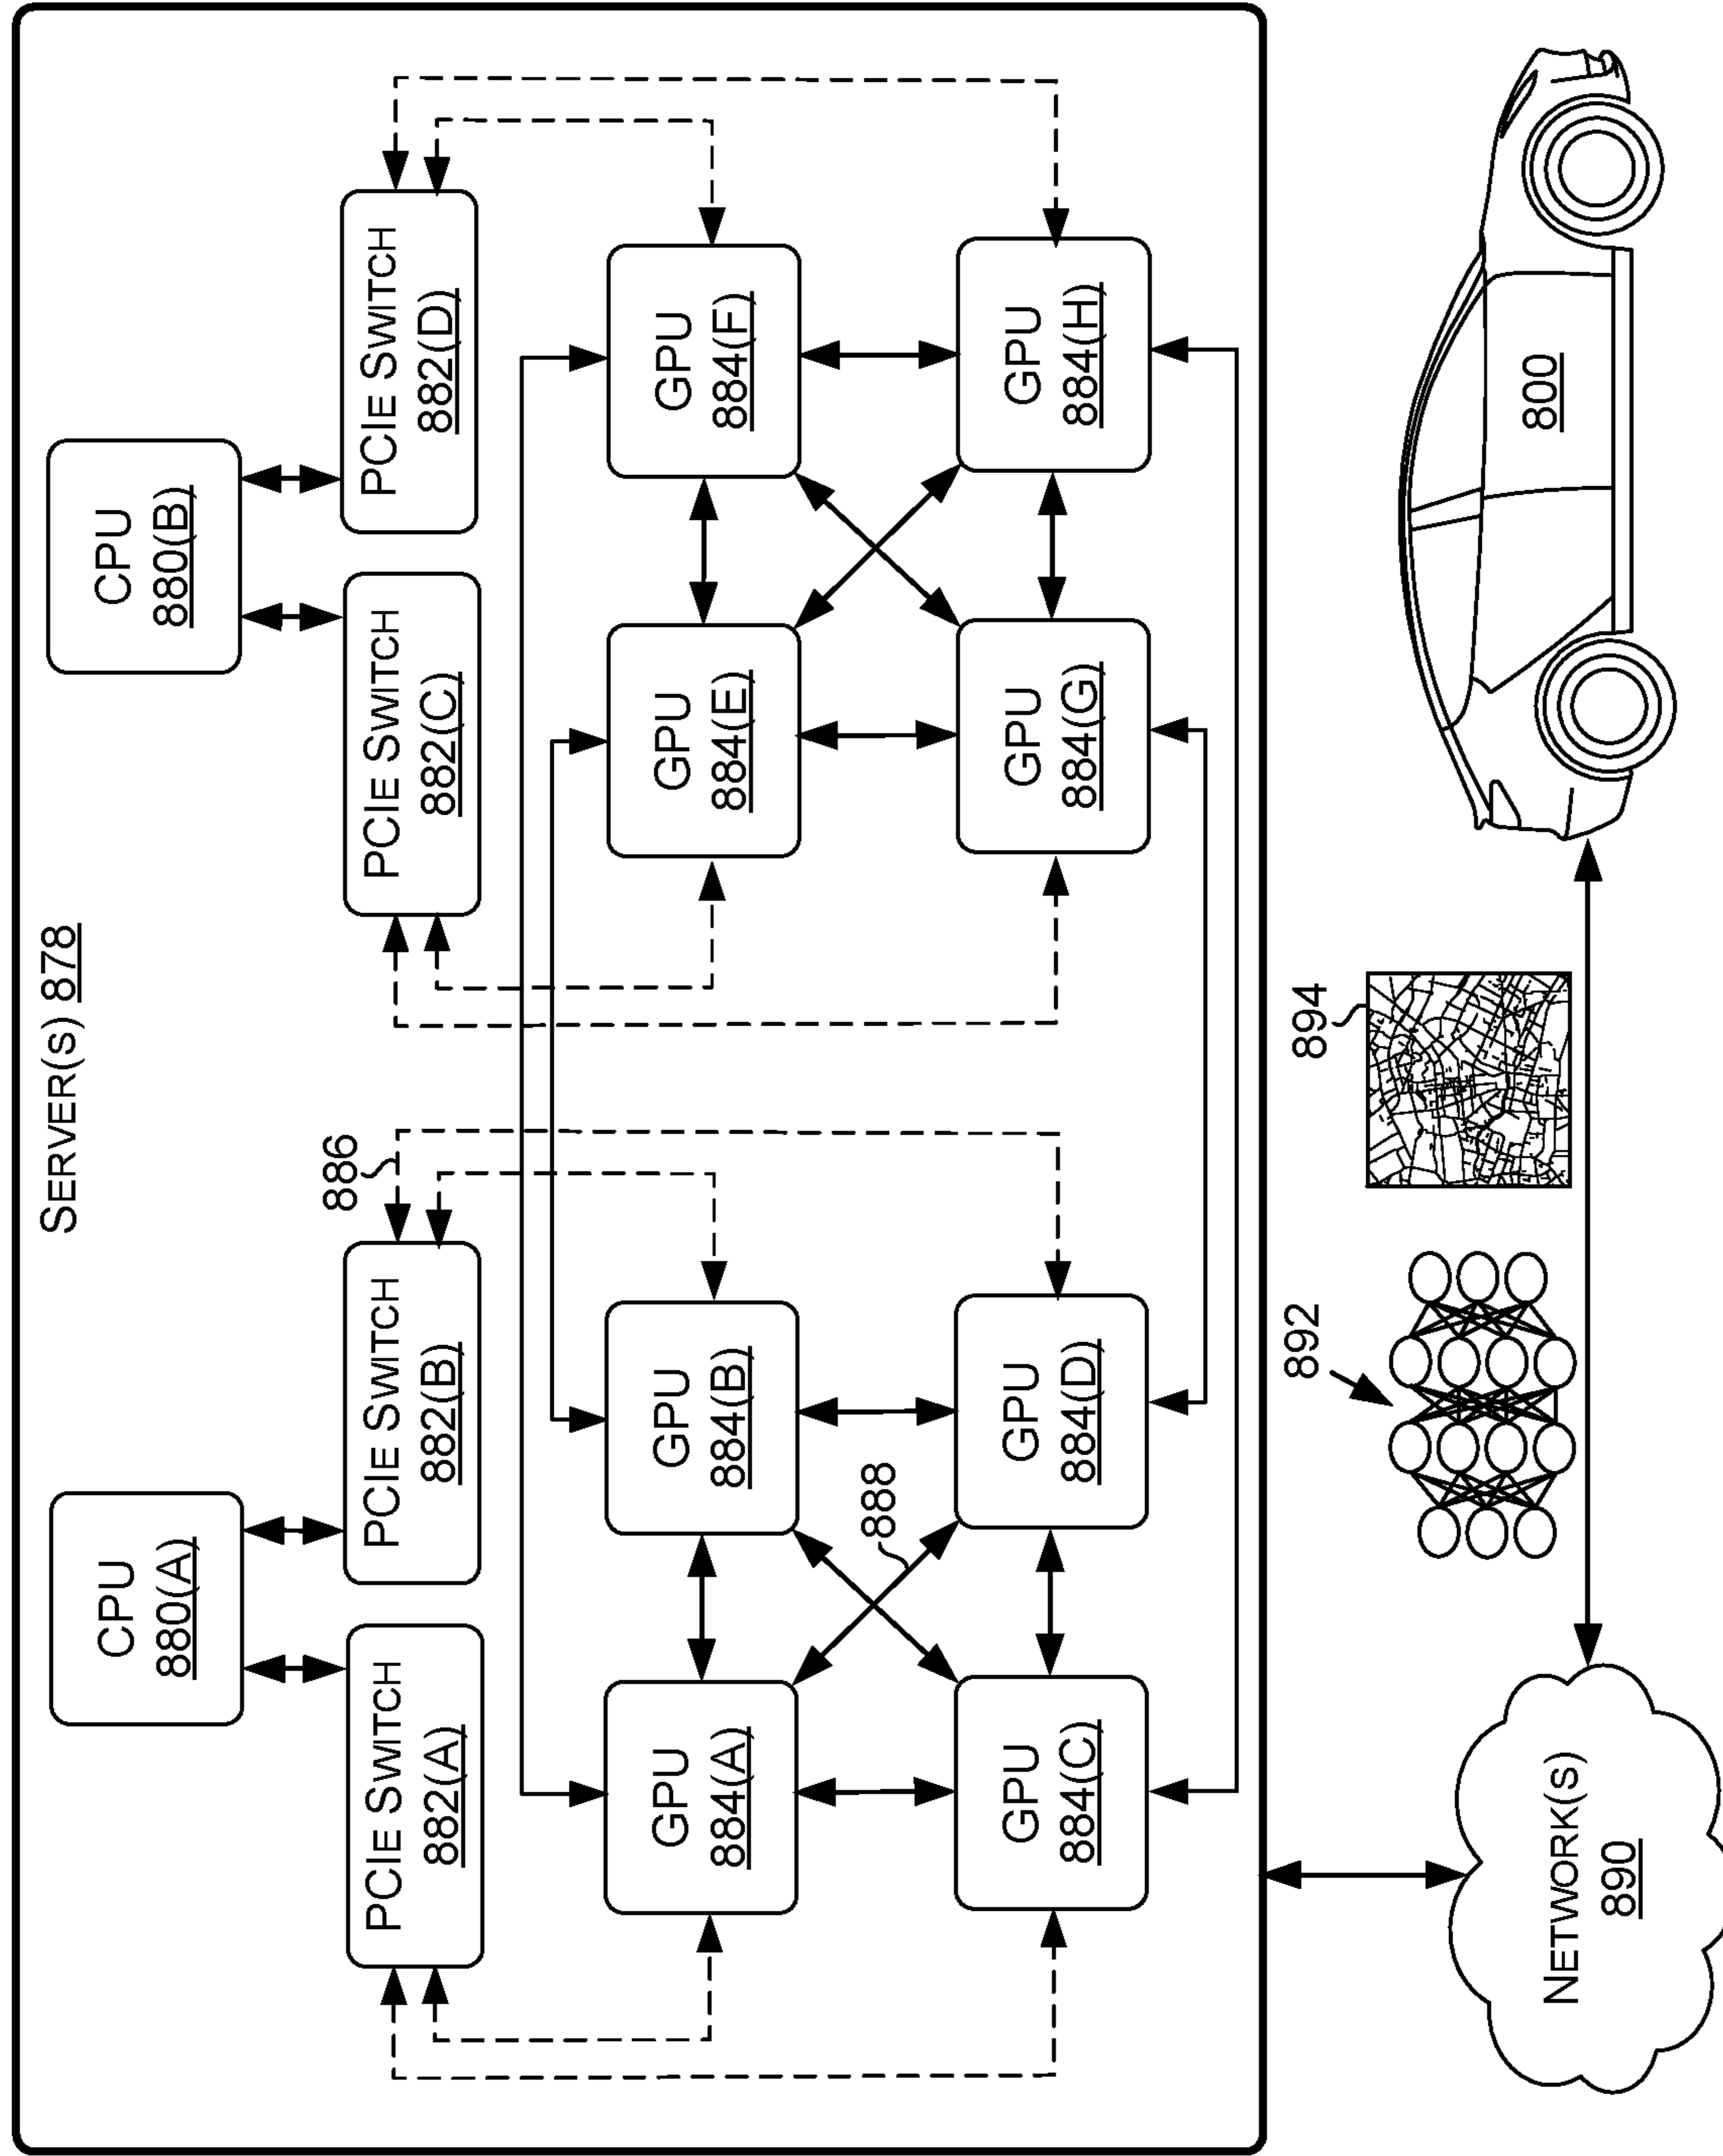 SERVER(S) 878
CPU
880(A)
CPU
880(B)
886
PCIE SWITCH
882(A)
PCIE SWITCH
882(B)
PCIE SWITCH
882(C)
PCIE SWITCH
882(D)
GPU
884(A)
GPU
884(B)
GPU
884(E)
GPU
884(F)
888
GPU
884(C)
GPU
884(D)
GPU
884(G)
GPU
884(H)
NETWORK(S)
890
892
894
800